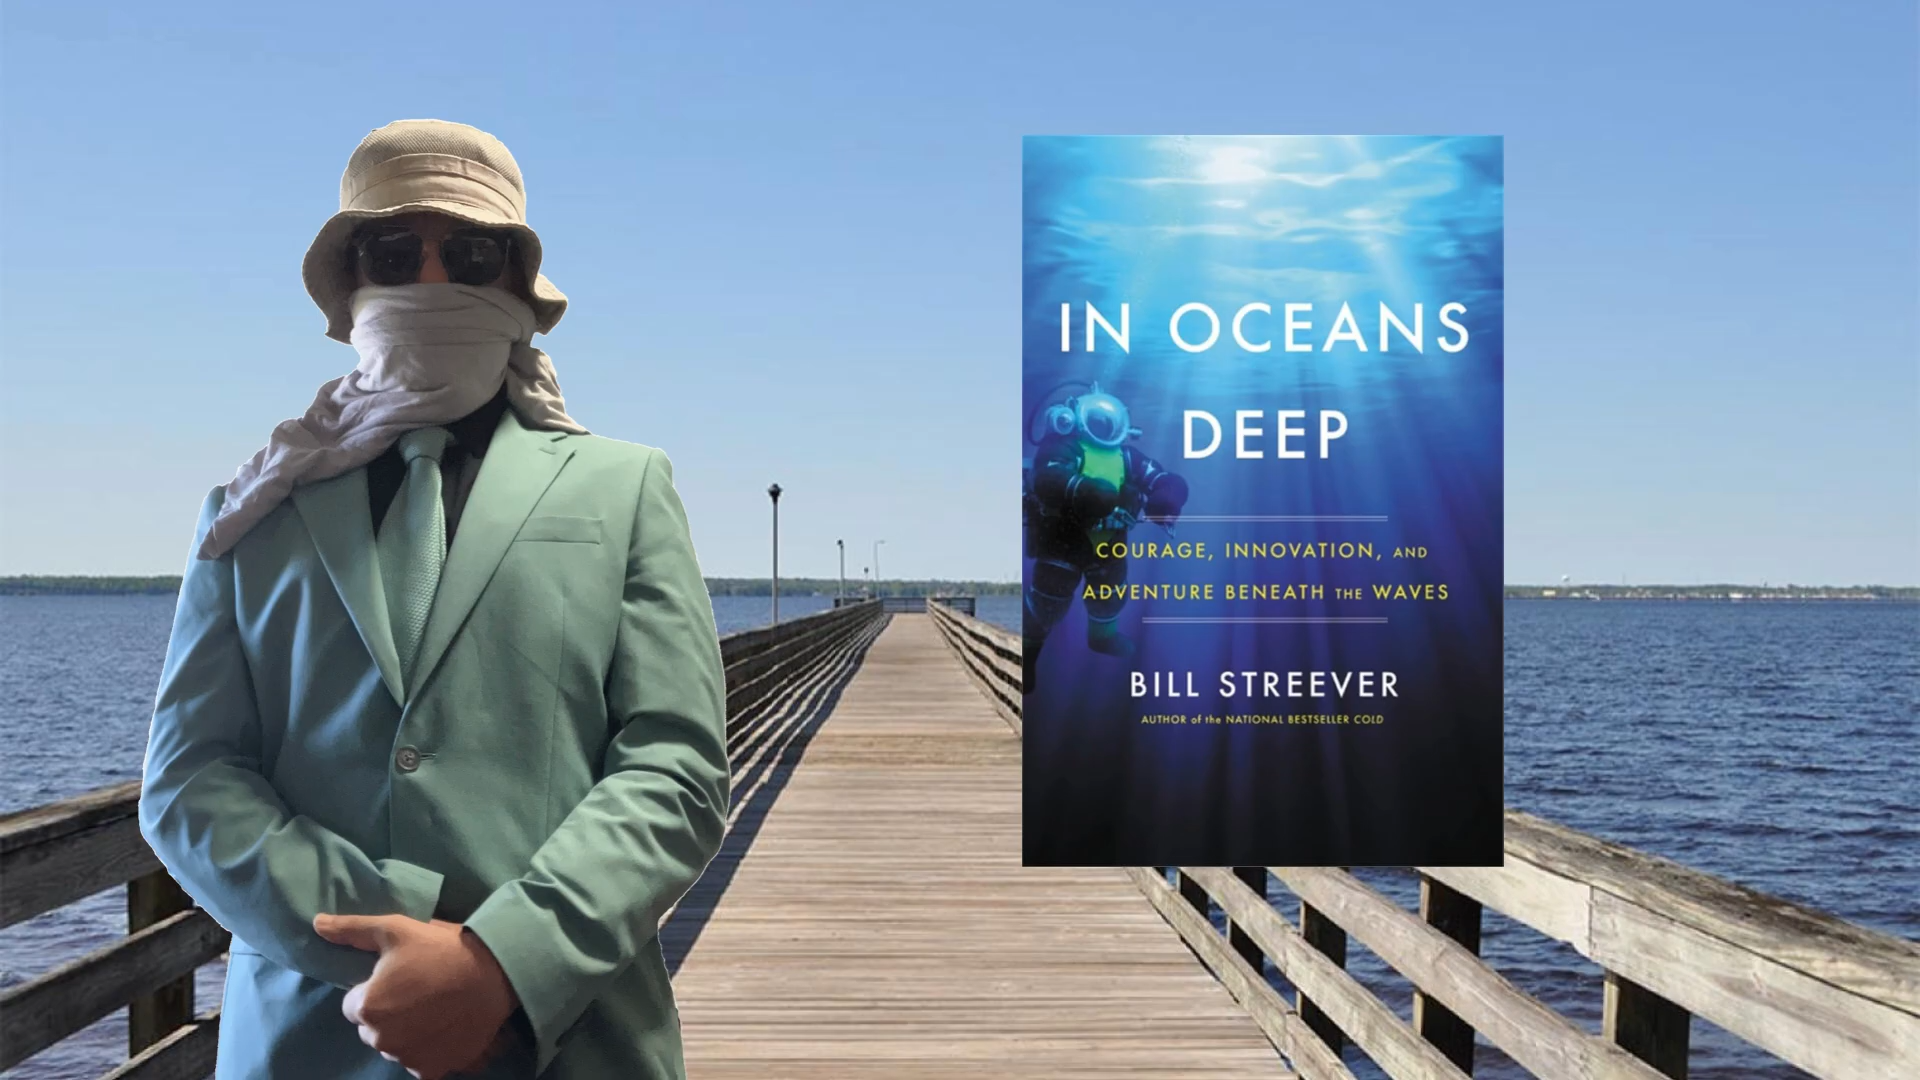 IN OCEANS
DEEP
COURAGE, INNOVATION, AND
ADVENTURE BENEATH THE WAVES
BILL STREEVER
AUTHOR of the NATIONAL BESTSELLER COLD